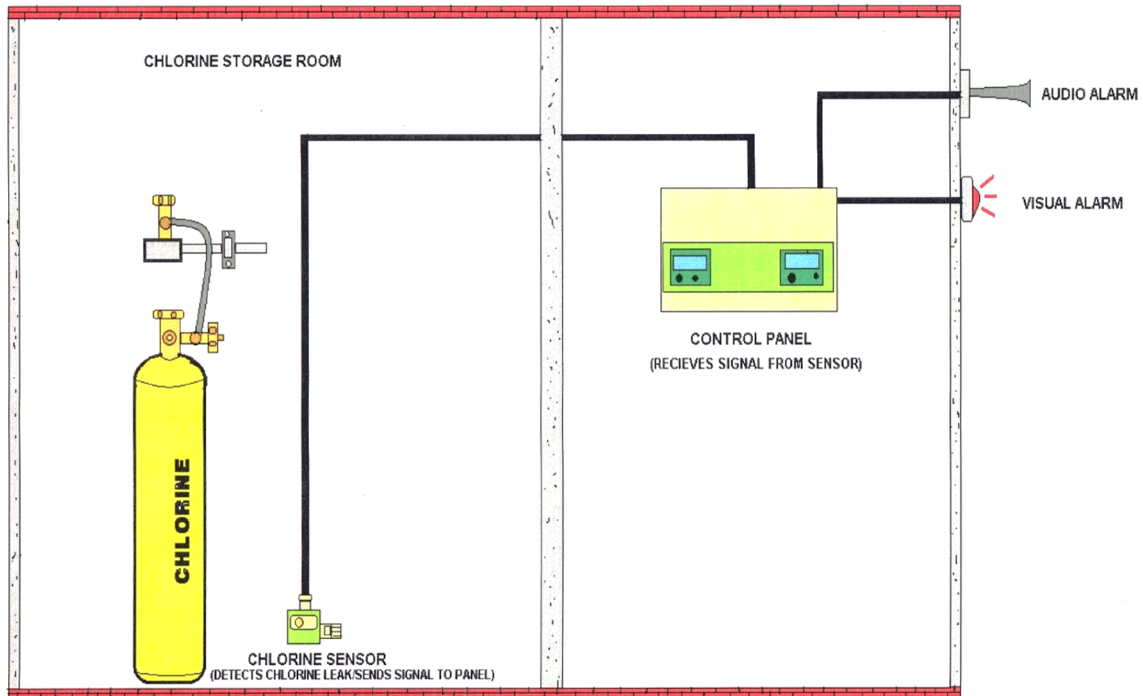 CHLORINE STORAGE ROOM
AUDIO ALARM
VISUAL ALARM
CONTROL PANEL
(RECIEVES SIGNAL FROM SENSOR)
CHLORINE
CHLORINE SENSOR
(DETECTS CHLORINE LEAK/SENDS SIGNAL TO PANEL)